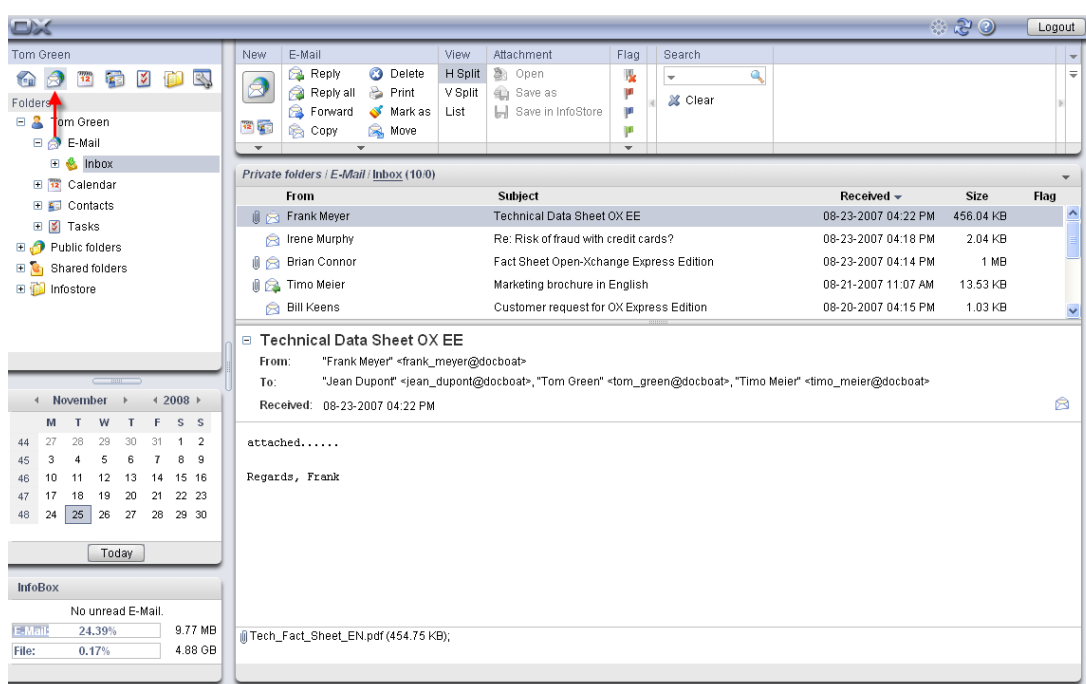 OX
Logout
Tom Green
New E-Mail View Attachment Flag Search
Reply Delete H Split Open
Reply all Print V Split Save as
Forward Mark as List Save in InfoStore
Copy Move
Clear
12
12
Folders
Tom Green
E-Mail
Inbox
12 Calendar
Contacts
Tasks
Public folders
Shared folders
Infostore
Private folders / E-Mail / Inbox (10/0)
From Subject Received Size Flag
Frank Meyer Technical Data Sheet OX EE 08-23-2007 04:22 PM 456.04 KB
Irene Murphy Re: Risk of fraud with credit cards? 08-23-2007 04:18 PM 2.04 KB
Brian Connor Fact Sheet Open-Xchange Express Edition 08-23-2007 04:14 PM 1 MB
Timo Meier Marketing brochure in English 08-21-2007 11:07 AM 13.53 KB
Bill Keens Customer request for OX Express Edition 08-20-2007 04:15 PM 1.03 KB
Technical Data Sheet OX EE
From: "Frank Meyer" <frank_meyer@docboat>
To: "Jean Dupont" <jean_dupont@docboat>, "Tom Green" <tom_green@docboat>, "Timo Meier" <timo_meier@docboat>
Received: 08-23-2007 04:22 PM
attached......
Regards, Frank
Tech_Fact_Sheet_EN.pdf (454.75 KB);
November 2008
M T W T F S S
44 27 28 29 30 31 1 2
45 3 4 5 6 7 8 9
46 10 11 12 13 14 15 16
47 17 18 19 20 21 22 23
48 24 25 26 27 28 29 30
Today
InfoBox
No unread E-Mail.
E-Mail: 24.39% 9.77 MB
File: 0.17% 4.88 GB